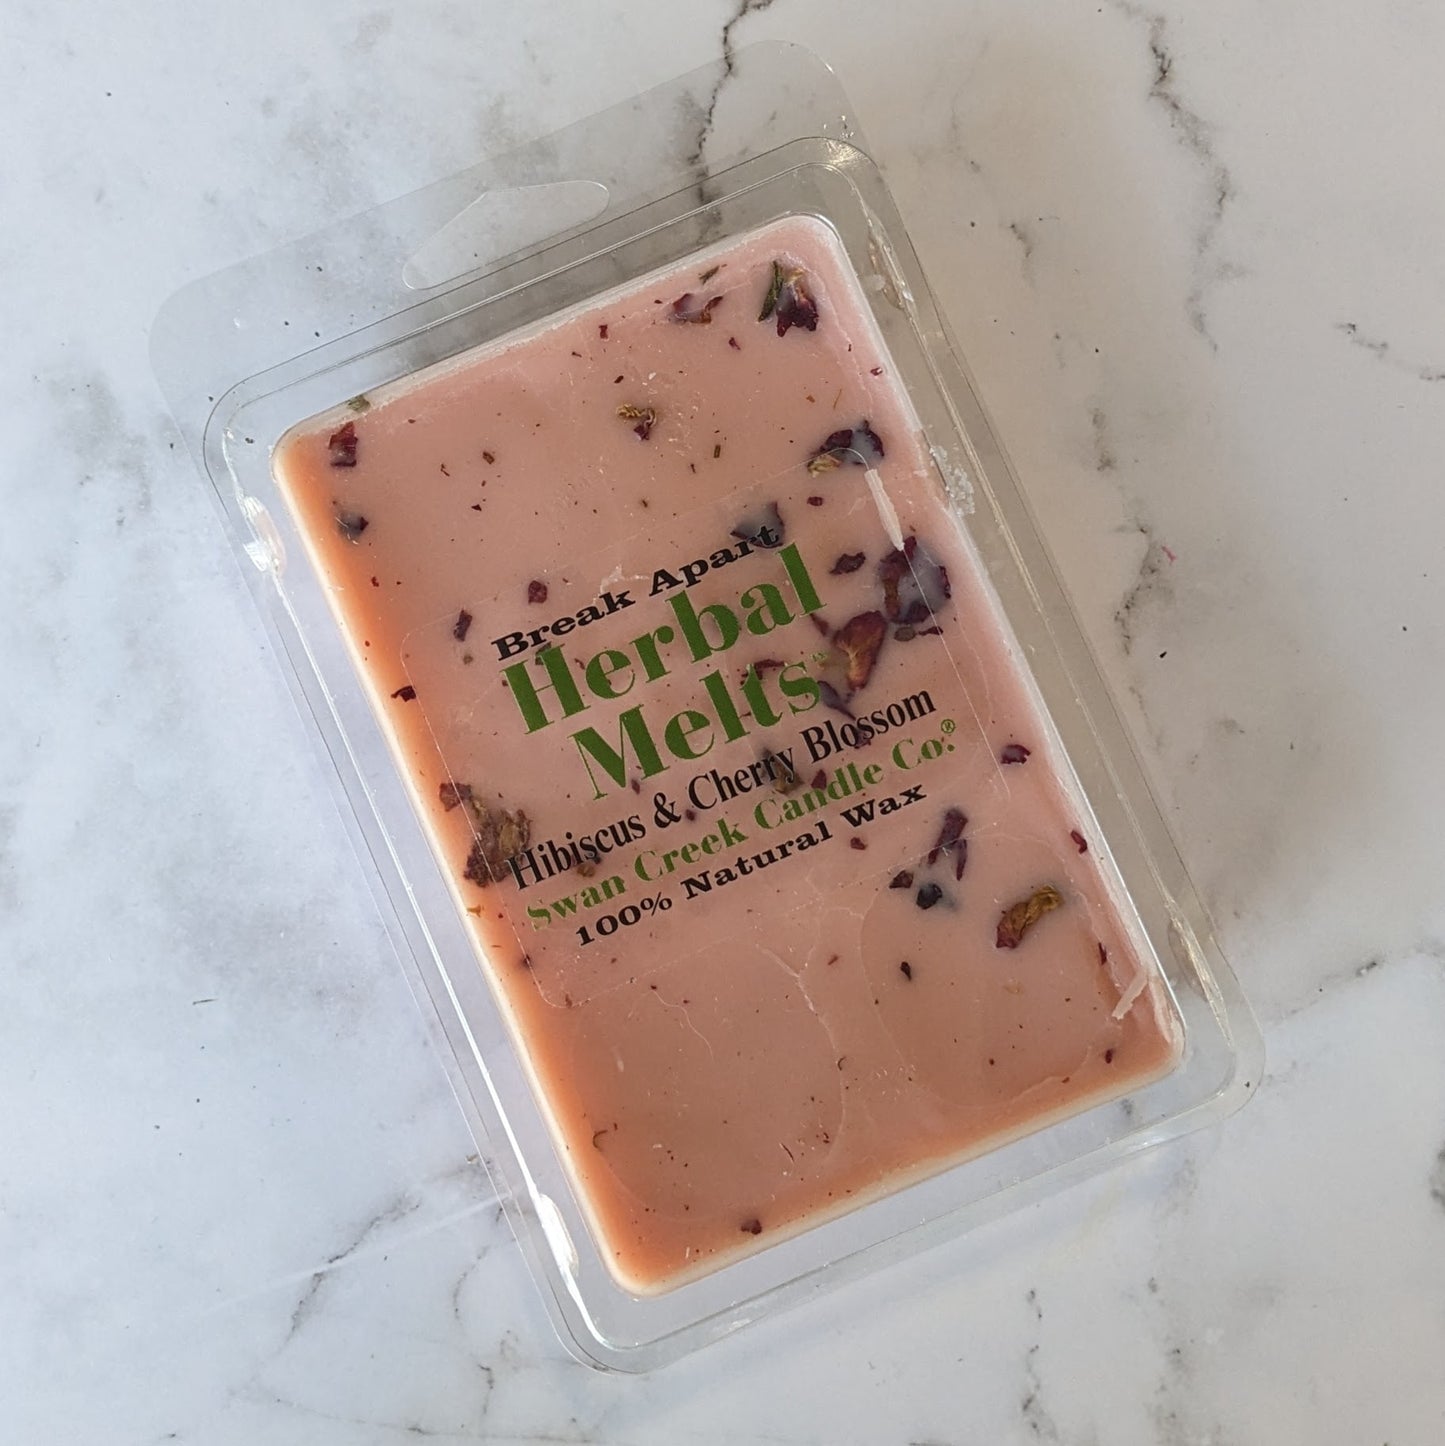 Break Apart
Herbal
Melts™
Hibiscus & Cherry Blossom
Swan Creek Candle Co.®
100% Natural Wax